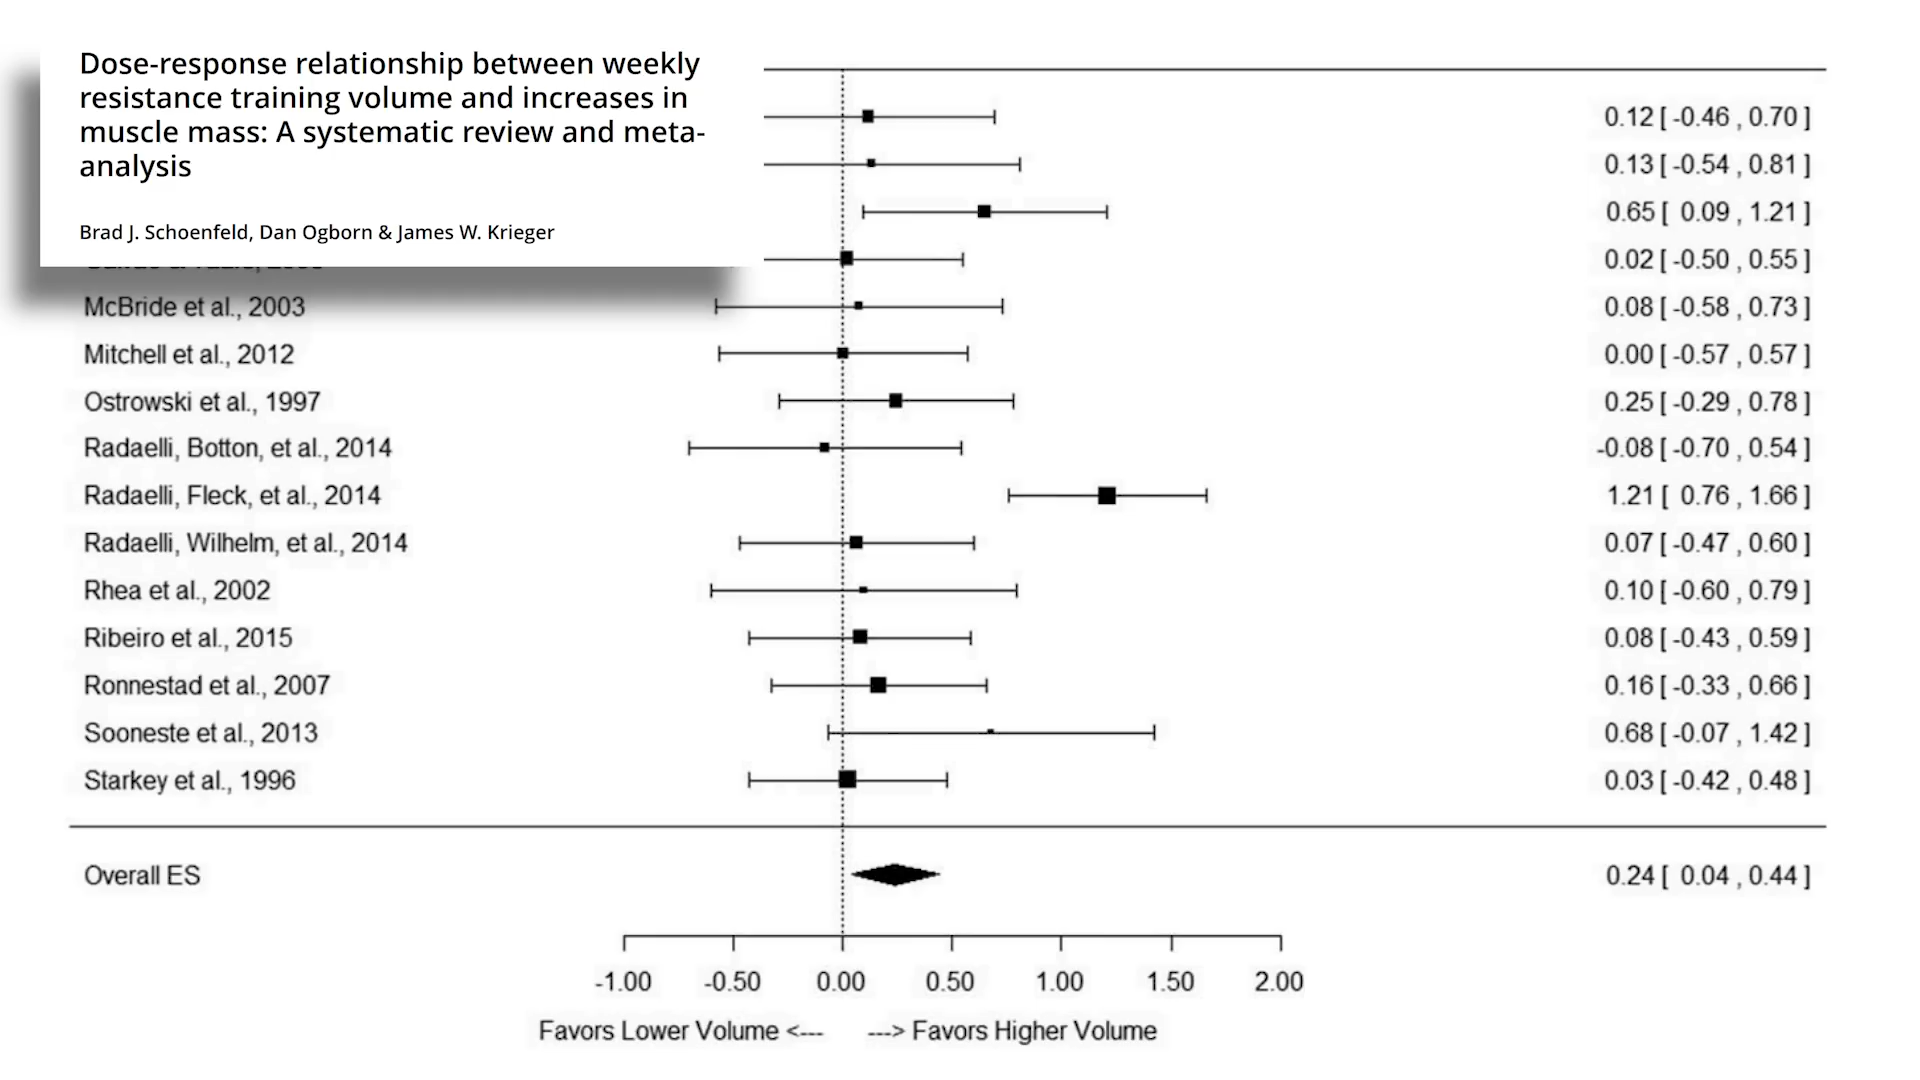 Dose-response relationship between weekly
resistance training volume and increases in
muscle mass: A systematic review and meta-
analysis
Brad J. Schoenfeld, Dan Ogborn & James W. Krieger
0.12 [ -0.46 , 0.70 ]
0.13 [ -0.54 , 0.81 ]
0.65 [ 0.09 , 1.21 ]
0.02 [ -0.50 , 0.55 ]
McBride et al., 2003 0.08 [ -0.58 , 0.73 ]
Mitchell et al., 2012 0.00 [ -0.57 , 0.57 ]
Ostrowski et al., 1997 0.25 [ -0.29 , 0.78 ]
Radaelli, Botton, et al., 2014 -0.08 [ -0.70 , 0.54 ]
Radaelli, Fleck, et al., 2014 1.21 [ 0.76 , 1.66 ]
Radaelli, Wilhelm, et al., 2014 0.07 [ -0.47 , 0.60 ]
Rhea et al., 2002 0.10 [ -0.60 , 0.79 ]
Ribeiro et al., 2015 0.08 [ -0.43 , 0.59 ]
Ronnestad et al., 2007 0.16 [ -0.33 , 0.66 ]
Sooneste et al., 2013 0.68 [ -0.07 , 1.42 ]
Starkey et al., 1996 0.03 [ -0.42 , 0.48 ]
Overall ES 0.24 [ 0.04 , 0.44 ]
-1.00 -0.50 0.00 0.50 1.00 1.50 2.00
Favors Lower Volume <--- ---> Favors Higher Volume